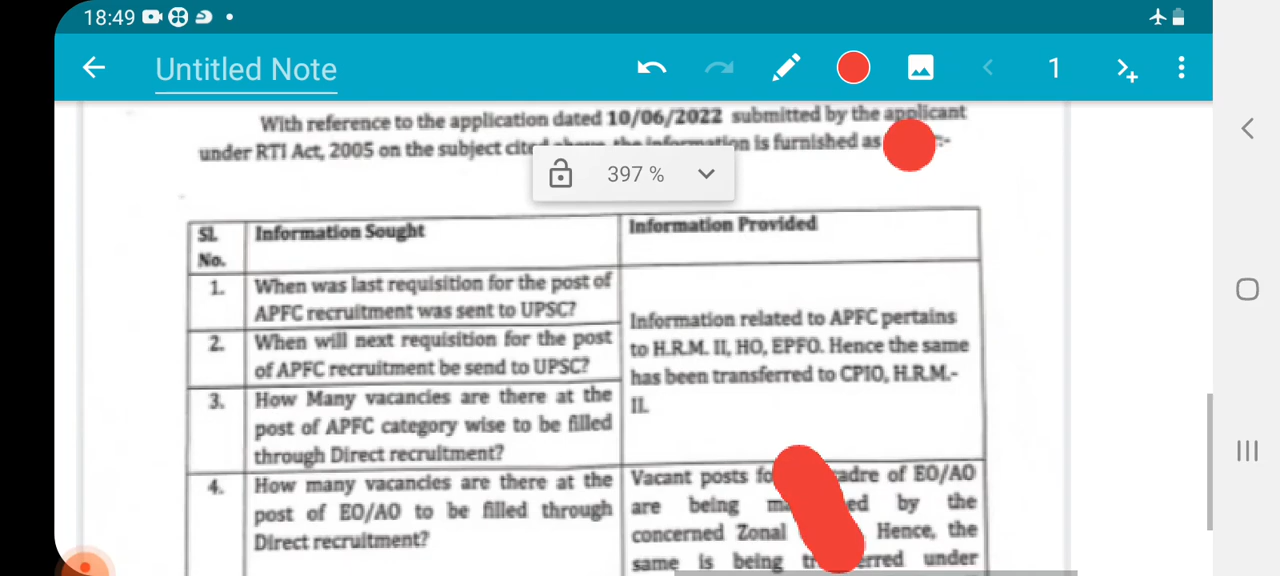 18:49
Untitled Note
1
With reference to the application dated 10/06/2022 submitted by the applicant
under RTI Act, 2005 on the subject cited above, the information is furnished as :-
397 %
Sl. No.
Information Sought
Information Provided
1.
When was last requisition for the post of
APFC recruitment was sent to UPSC?
2.
When will next requisition for the post
of APFC recruitment be send to UPSC?
3.
How Many vacancies are there at the
post of APFC category wise to be filled
through Direct recruitment?
Information related to APFC pertains
to H.R.M. II, HO, EPFO. Hence the same
has been transferred to CPIO, H.R.M.-
II.
4.
How many vacancies are there at the
post of EO/AO to be filled through
Direct recruitment?
Vacant posts cadre of EO/AO
are being by the
concerned Zonal Hence, the
same is being under